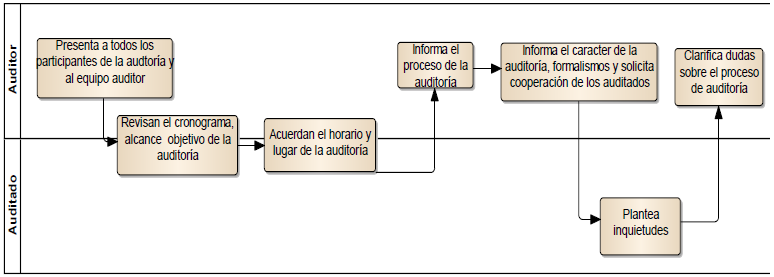 Auditor
Presenta a todos los
participantes de la audtoría y
al equipo auditor
Revisan el cronograma,
alcance objetivo de la
auditoría
Acuerdan el horario y
lugar de la auditoría
Informa el
proceso de la
auditoría
Informa el caracter de la
auditoría, formalismos y solicita
cooperación de los auditados
Clarifica dudas
sobre el proceso
de auditoría
Auditado
Plantea
inquietudes